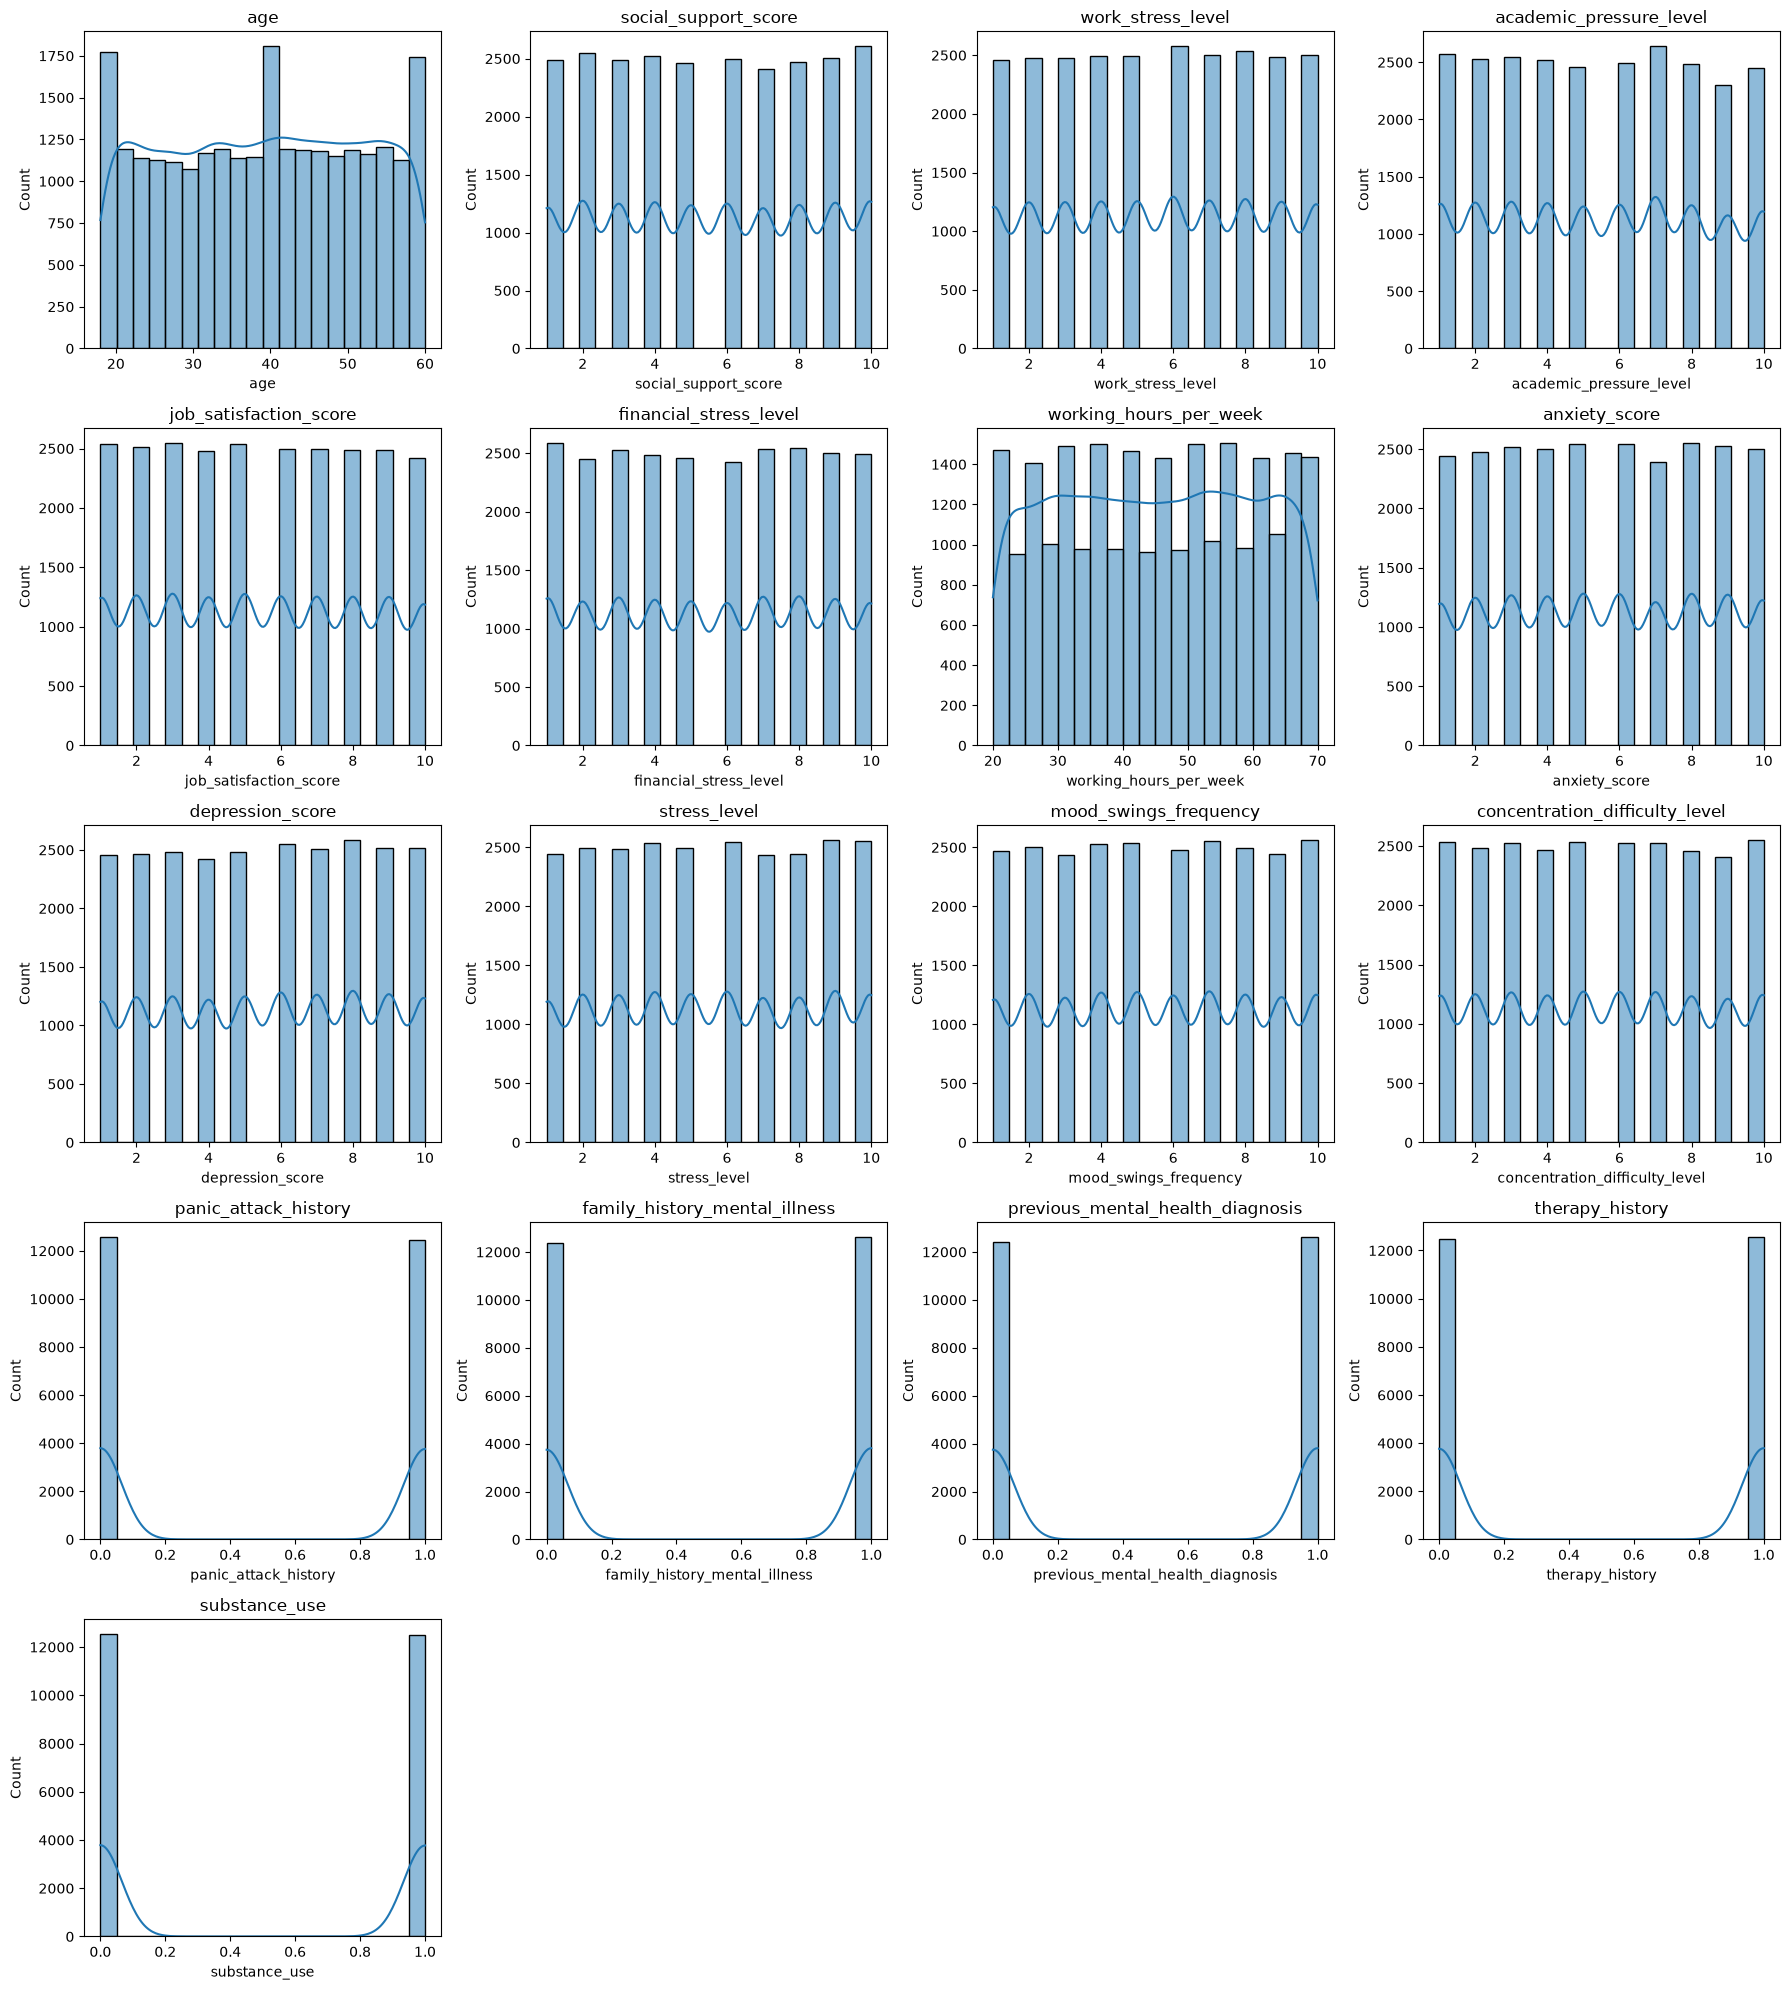 age
1750
1500
1250
1000
750
500
250
0
Count
20 30 40 50 60
age
social_support_score
2500
2000
1500
1000
500
0
Count
2 4 6 8 10
social_support_score
work_stress_level
2500
2000
1500
1000
500
0
Count
2 4 6 8 10
work_stress_level
academic_pressure_level
2500
2000
1500
1000
500
0
Count
2 4 6 8 10
academic_pressure_level
job_satisfaction_score
2500
2000
1500
1000
500
0
Count
2 4 6 8 10
job_satisfaction_score
financial_stress_level
2500
2000
1500
1000
500
0
Count
2 4 6 8 10
financial_stress_level
working_hours_per_week
1400
1200
1000
800
600
400
200
0
Count
20 30 40 50 60 70
working_hours_per_week
anxiety_score
2500
2000
1500
1000
500
0
Count
2 4 6 8 10
anxiety_score
depression_score
2500
2000
1500
1000
500
0
Count
2 4 6 8 10
depression_score
stress_level
2500
2000
1500
1000
500
0
Count
2 4 6 8 10
stress_level
mood_swings_frequency
2500
2000
1500
1000
500
0
Count
2 4 6 8 10
mood_swings_frequency
concentration_difficulty_level
2500
2000
1500
1000
500
0
Count
2 4 6 8 10
concentration_difficulty_level
panic_attack_history
12000
10000
8000
6000
4000
2000
0
Count
0.0 0.2 0.4 0.6 0.8 1.0
panic_attack_history
family_history_mental_illness
12000
10000
8000
6000
4000
2000
0
Count
0.0 0.2 0.4 0.6 0.8 1.0
family_history_mental_illness
previous_mental_health_diagnosis
12000
10000
8000
6000
4000
2000
0
Count
0.0 0.2 0.4 0.6 0.8 1.0
previous_mental_health_diagnosis
therapy_history
12000
10000
8000
6000
4000
2000
0
Count
0.0 0.2 0.4 0.6 0.8 1.0
therapy_history
substance_use
12000
10000
8000
6000
4000
2000
0
Count
0.0 0.2 0.4 0.6 0.8 1.0
substance_use